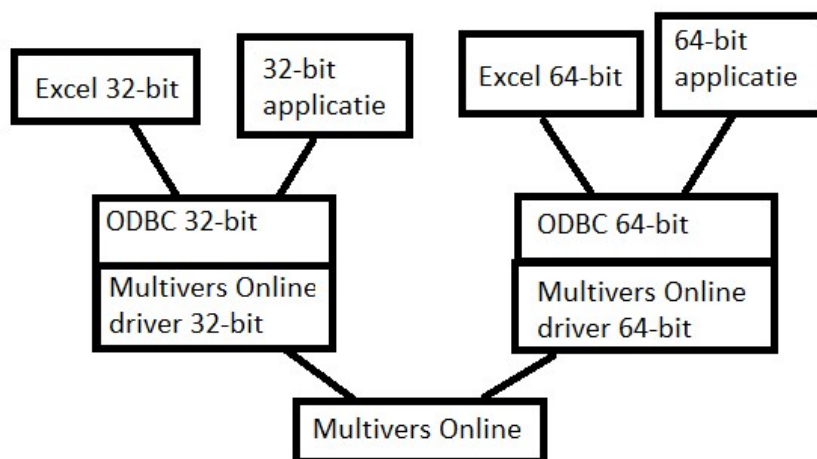 Excel 32-bit
32-bit
applicatie
Excel 64-bit
64-bit
applicatie
ODBC 32-bit
Multivers Online
driver 32-bit
ODBC 64-bit
Multivers Online
driver 64-bit
Multivers Online